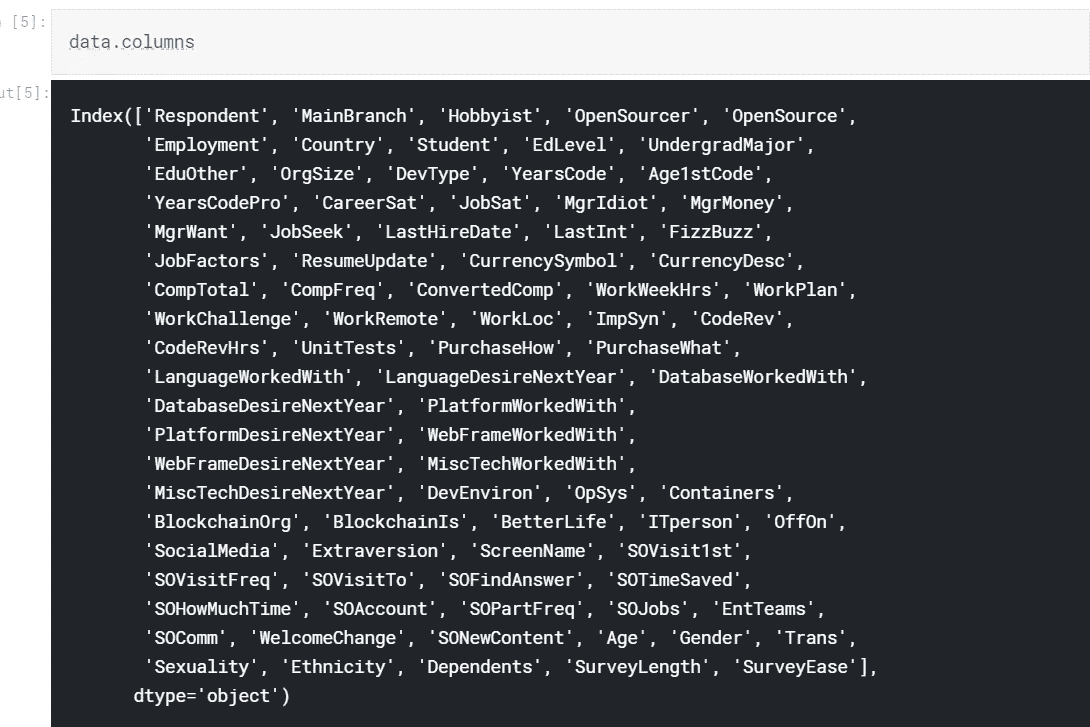 [5]:
data.columns
ut[5]:
Index(['Respondent', 'MainBranch', 'Hobbyist', 'OpenSourcer', 'OpenSource',
'Employment', 'Country', 'Student', 'EdLevel', 'UndergradMajor',
'EduOther', 'OrgSize', 'DevType', 'YearsCode', 'Age1stCode',
'YearsCodePro', 'CareerSat', 'JobSat', 'MgrIdiot', 'MgrMoney',
'MgrWant', 'JobSeek', 'LastHireDate', 'LastInt', 'FizzBuzz',
'JobFactors', 'ResumeUpdate', 'CurrencySymbol', 'CurrencyDesc',
'CompTotal', 'CompFreq', 'ConvertedComp', 'WorkWeekHrs', 'WorkPlan',
'WorkChallenge', 'WorkRemote', 'WorkLoc', 'ImpSyn', 'CodeRev',
'CodeRevHrs', 'UnitTests', 'PurchaseHow', 'PurchaseWhat',
'LanguageWorkedWith', 'LanguageDesireNextYear', 'DatabaseWorkedWith',
'DatabaseDesireNextYear', 'PlatformWorkedWith',
'PlatformDesireNextYear', 'WebFrameWorkedWith',
'WebFrameDesireNextYear', 'MiscTechWorkedWith',
'MiscTechDesireNextYear', 'DevEnviron', 'OpSys', 'Containers',
'BlockchainOrg', 'BlockchainIs', 'BetterLife', 'ITperson', 'OffOn',
'SocialMedia', 'Extraversion', 'ScreenName', 'SOVisit1st',
'SOVisitFreq', 'SOVisitTo', 'SOFindAnswer', 'SOTimeSaved',
'SOHowMuchTime', 'SOAccount', 'SOPartFreq', 'SOJobs', 'EntTeams',
'SOComm', 'WelcomeChange', 'SONewContent', 'Age', 'Gender', 'Trans',
'Sexuality', 'Ethnicity', 'Dependents', 'SurveyLength', 'SurveyEase'],
dtype='object')